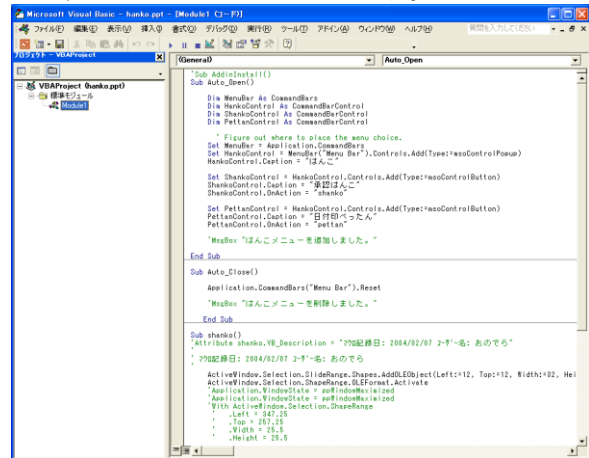 Microsoft Visual Basic - hanko.ppt - [Module1 (コード)]
ファイル(F) 編集(E) 表示(V) 挿入(I) 書式(O) デバッグ(D) 実行(R) ツール(T) アドイン(A) ウィンドウ(W) ヘルプ(H)
質問を入力してください
プロジェクト - VBAProject
(General)
Auto_Open
VBAProject (hanko.ppt)
標準モジュール
Module1
'Sub AddinInstall()
Sub Auto_Open()
Dim MenuBar As CommandBars
Dim HankoControl As CommandBarControl
Dim ShankoControl As CommandBarControl
Dim PettanControl As CommandBarControl
' Figure out where to place the menu choice.
Set MenuBar = Application.CommandBars
Set HankoControl = MenuBar("Menu Bar").Controls.Add(Type:=msoControlPopup)
HankoControl.Caption = "はんこ"
Set ShankoControl = HankoControl.Controls.Add(Type:=msoControlButton)
ShankoControl.Caption = "承認はんこ"
ShankoControl.OnAction = "shanko"
Set PettanControl = HankoControl.Controls.Add(Type:=msoControlButton)
PettanControl.Caption = "日付印ぺったん"
PettanControl.OnAction = "pettan"
'MsgBox "はんこメニューを追加しました。"
End Sub
Sub Auto_Close()
Application.CommandBars("Menu Bar").Reset
'MsgBox "はんこメニューを削除しました。"
End Sub
Sub shanko()
'Attribute shanko.VB_Description = "ﾏｸﾛ記録日: 2004/02/07 ﾕｰｻﾞｰ名: おのでら"
'
' ﾏｸﾛ記録日: 2004/02/07 ﾕｰｻﾞｰ名: おのでら
'
ActiveWindow.Selection.SlideRange.Shapes.AddOLEObject(Left:=12, Top:=12, Width:=32, Hei
ActiveWindow.Selection.ShapeRange.OLEFormat.Activate
'Application.WindowState = ppWindowMaximized
'Application.WindowState = ppWindowMaximized
'With ActiveWindow.Selection.ShapeRange
' .Left = 347.25
' .Top = 257.25
' .Width = 25.5
' .Height = 25.5